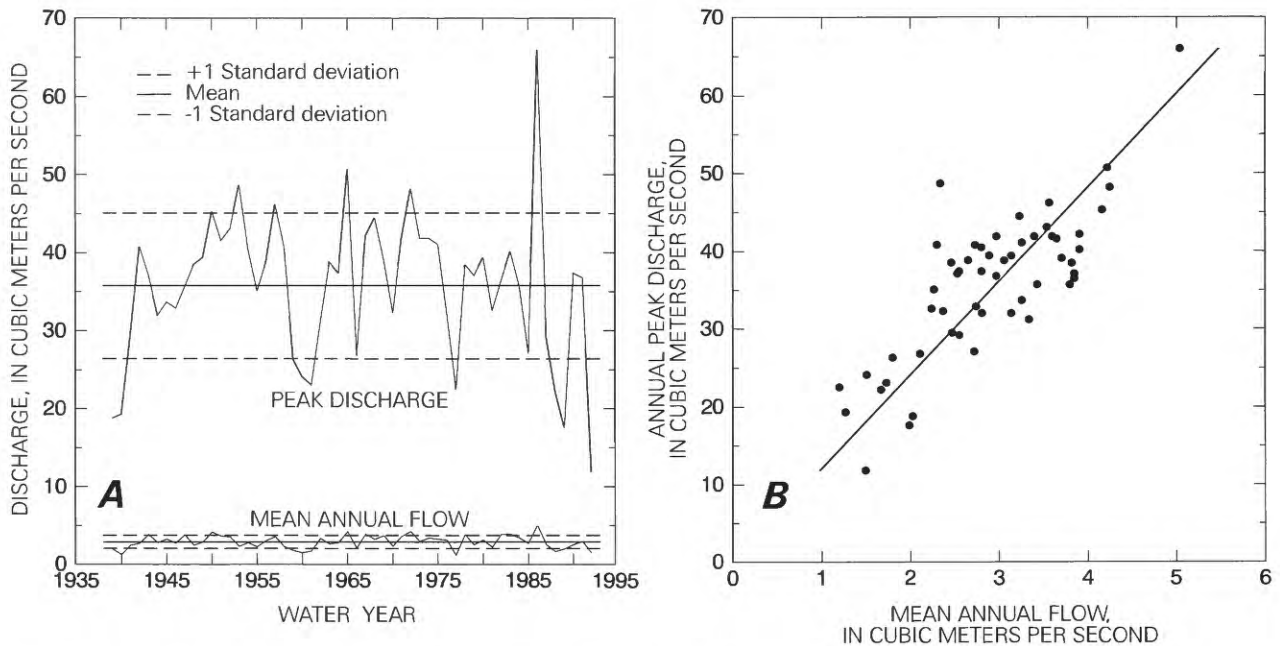 DISCHARGE, IN CUBIC METERS PER SECOND
70
60
50
40
30
20
10
0
+1 Standard deviation
Mean
-1 Standard deviation
PEAK DISCHARGE
A
MEAN ANNUAL FLOW
1935 1945 1955 1965 1975 1985 1995
WATER YEAR
ANNUAL PEAK DISCHARGE,
IN CUBIC METERS PER SECOND
70
60
50
40
30
20
10
0
B
0 1 2 3 4 5 6
MEAN ANNUAL FLOW,
IN CUBIC METERS PER SECOND